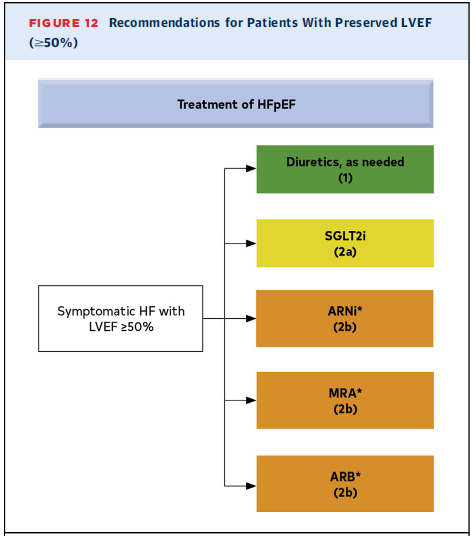 FIGURE 12 Recommendations for Patients With Preserved LVEF
(≥50%)
Treatment of HFpEF
Diuretics, as needed
(1)
SGLT2i
(2a)
Symptomatic HF with
LVEF ≥50%
ARNi*
(2b)
MRA*
(2b)
ARB*
(2b)